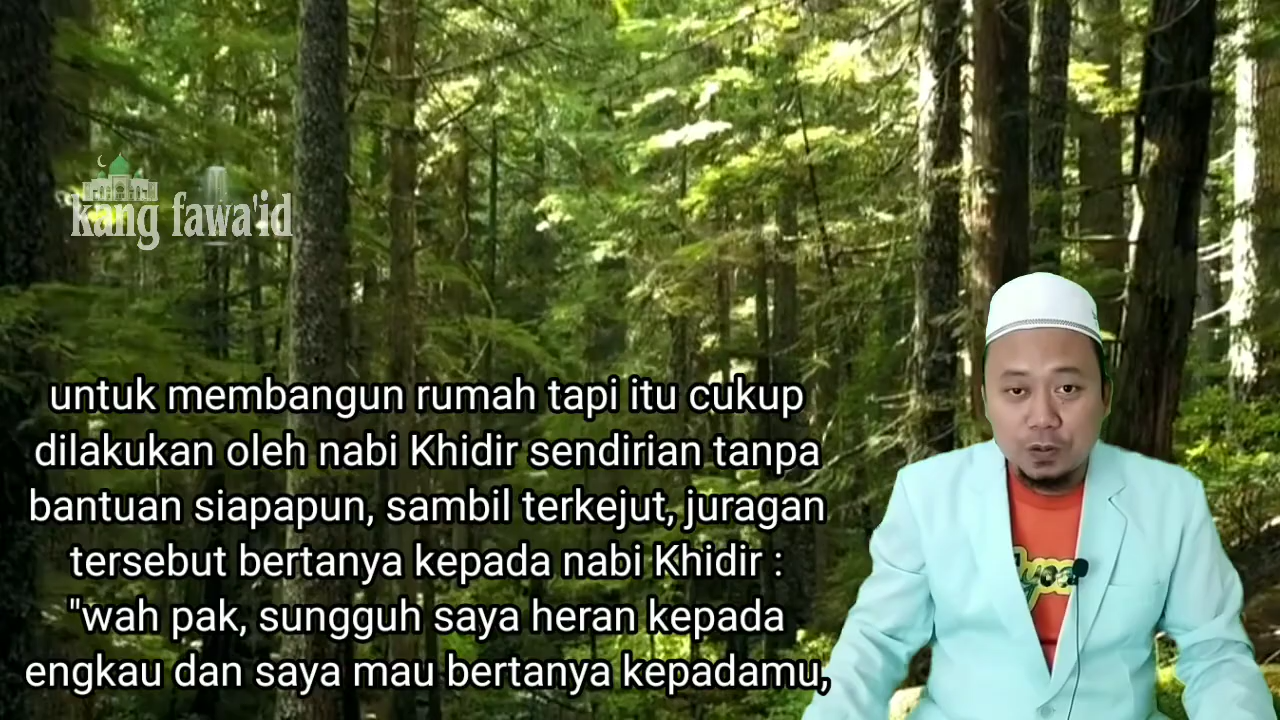 kang fawa'id
untuk membangun rumah tapi itu cukup
dilakukan oleh nabi Khidir sendirian tanpa
bantuan siapapun, sambil terkejut, juragan
tersebut bertanya kepada nabi Khidir :
"wah pak, sungguh saya heran kepada
engkau dan saya mau bertanya kepadamu,